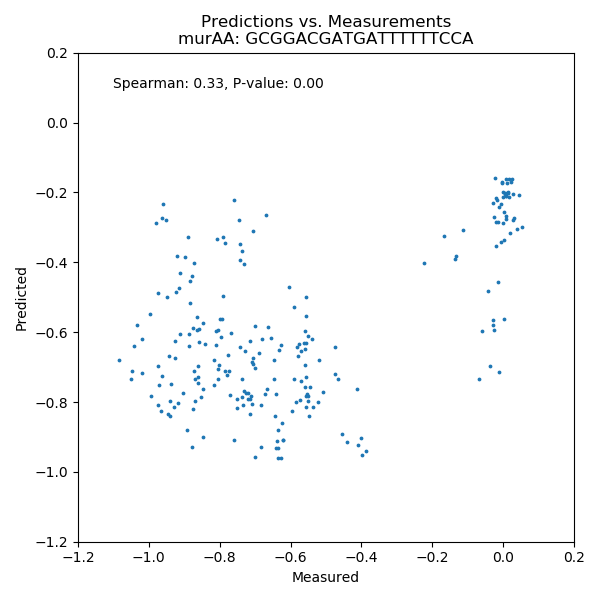 Predictions vs. Measurements
murAA: GCGGACGATGATTTTTTCCA
Spearman: 0.33, P-value: 0.00
0.2
0.0
−0.2
−0.4
−0.6
−0.8
−1.0
−1.2
Predicted
−1.2 −1.0 −0.8 −0.6 −0.4 −0.2 0.0 0.2
Measured